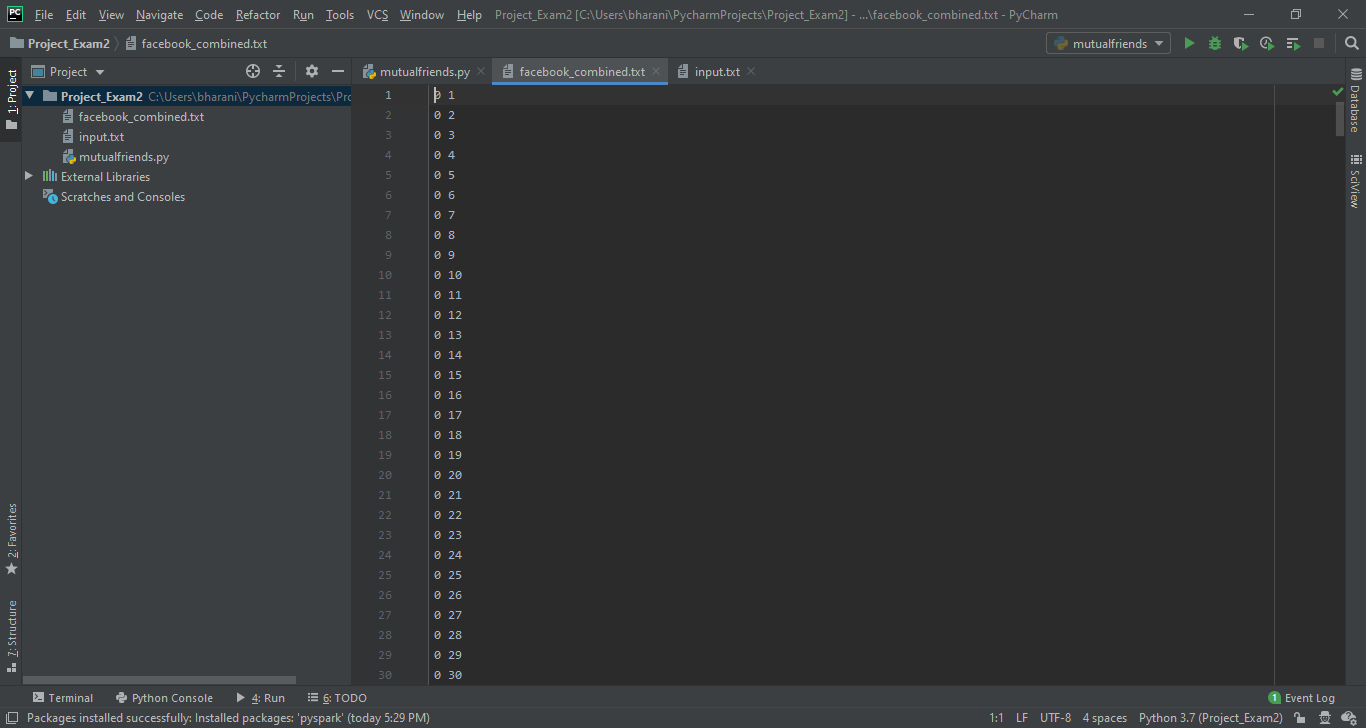 PC File Edit View Navigate Code Refactor Run Tools VCS Window Help Project_Exam2 [C:\Users\bharani\PycharmProjects\Project_Exam2] - ...\facebook_combined.txt - PyCharm
Project_Exam2 facebook_combined.txt mutualfriends
1: Project
Project
mutualfriends.py facebook_combined.txt input.txt
Project_Exam2 C:\Users\bharani\PycharmProjects\Pro
facebook_combined.txt
input.txt
mutualfriends.py
External Libraries
Scratches and Consoles
1 0 1
2 0 2
3 0 3
4 0 4
5 0 5
6 0 6
7 0 7
8 0 8
9 0 9
10 0 10
11 0 11
12 0 12
13 0 13
14 0 14
15 0 15
16 0 16
17 0 17
18 0 18
19 0 19
20 0 20
21 0 21
22 0 22
23 0 23
24 0 24
25 0 25
26 0 26
27 0 27
28 0 28
29 0 29
30 0 30
Database
SciView
2: Favorites
7: Structure
Terminal Python Console 4: Run 6: TODO 1 Event Log
Packages installed successfully: Installed packages: 'pyspark' (today 5:29 PM) 1:1 LF UTF-8 4 spaces Python 3.7 (Project_Exam2)